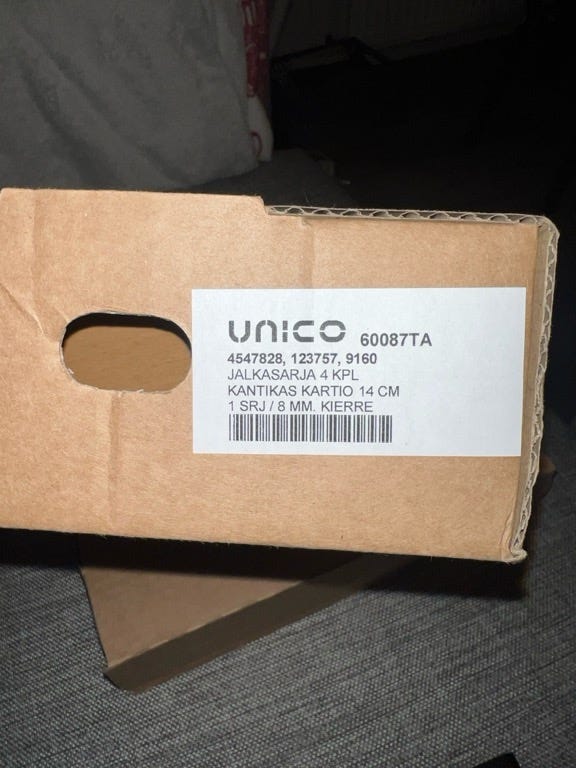 UNICO 60087TA
4547828, 123757, 9160
JALKASARJA 4 KPL
KANTIKAS KARTIO 14 CM
1 SRJ / 8 MM. KIERRE